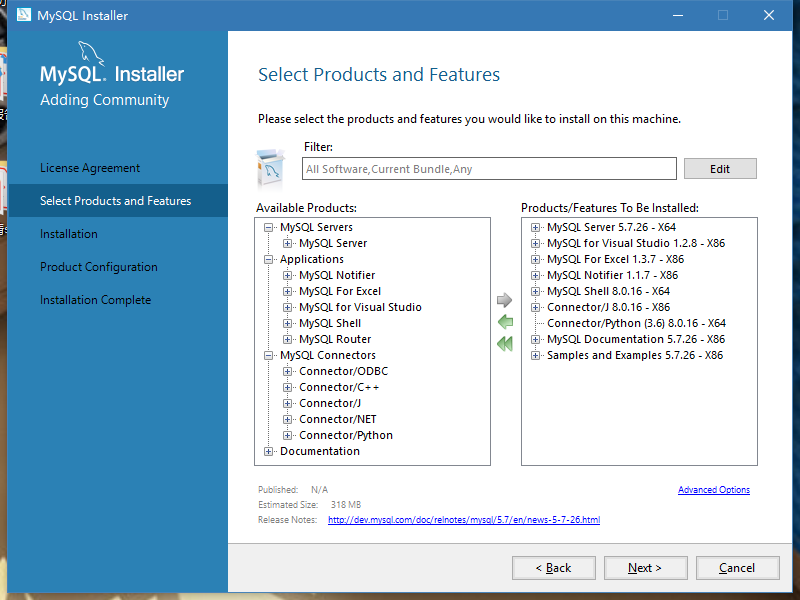 MySQL Installer
MySQL. Installer
Adding Community
License Agreement
Select Products and Features
Installation
Product Configuration
Installation Complete
Select Products and Features
Please select the products and features you would like to install on this machine.
Filter:
All Software,Current Bundle,Any
Edit
Available Products:
MySQL Servers
MySQL Server
Applications
MySQL Notifier
MySQL For Excel
MySQL for Visual Studio
MySQL Shell
MySQL Router
MySQL Connectors
Connector/ODBC
Connector/C++
Connector/J
Connector/NET
Connector/Python
Documentation
Products/Features To Be Installed:
MySQL Server 5.7.26 - X64
MySQL for Visual Studio 1.2.8 - X86
MySQL For Excel 1.3.7 - X86
MySQL Notifier 1.1.7 - X86
MySQL Shell 8.0.16 - X64
Connector/J 8.0.16 - X86
Connector/Python (3.6) 8.0.16 - X64
MySQL Documentation 5.7.26 - X86
Samples and Examples 5.7.26 - X86
Published: N/A
Estimated Size: 318 MB
Release Notes: http://dev.mysql.com/doc/relnotes/mysql/5.7/en/news-5-7-26.html
Advanced Options
< Back
Next >
Cancel